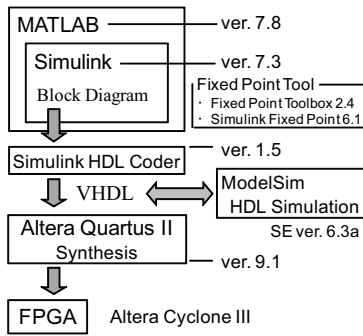 MATLAB
ver. 7.8
Simulink
ver. 7.3
Block Diagram
Fixed Point Tool
· Fixed Point Toolbox 2.4
· Simulink Fixed Point 6.1
Simulink HDL Coder
ver. 1.5
VHDL
ModelSim
HDL Simulation
SE ver. 6.3a
Altera Quartus II
Synthesis
ver. 9.1
FPGA
Altera Cyclone III